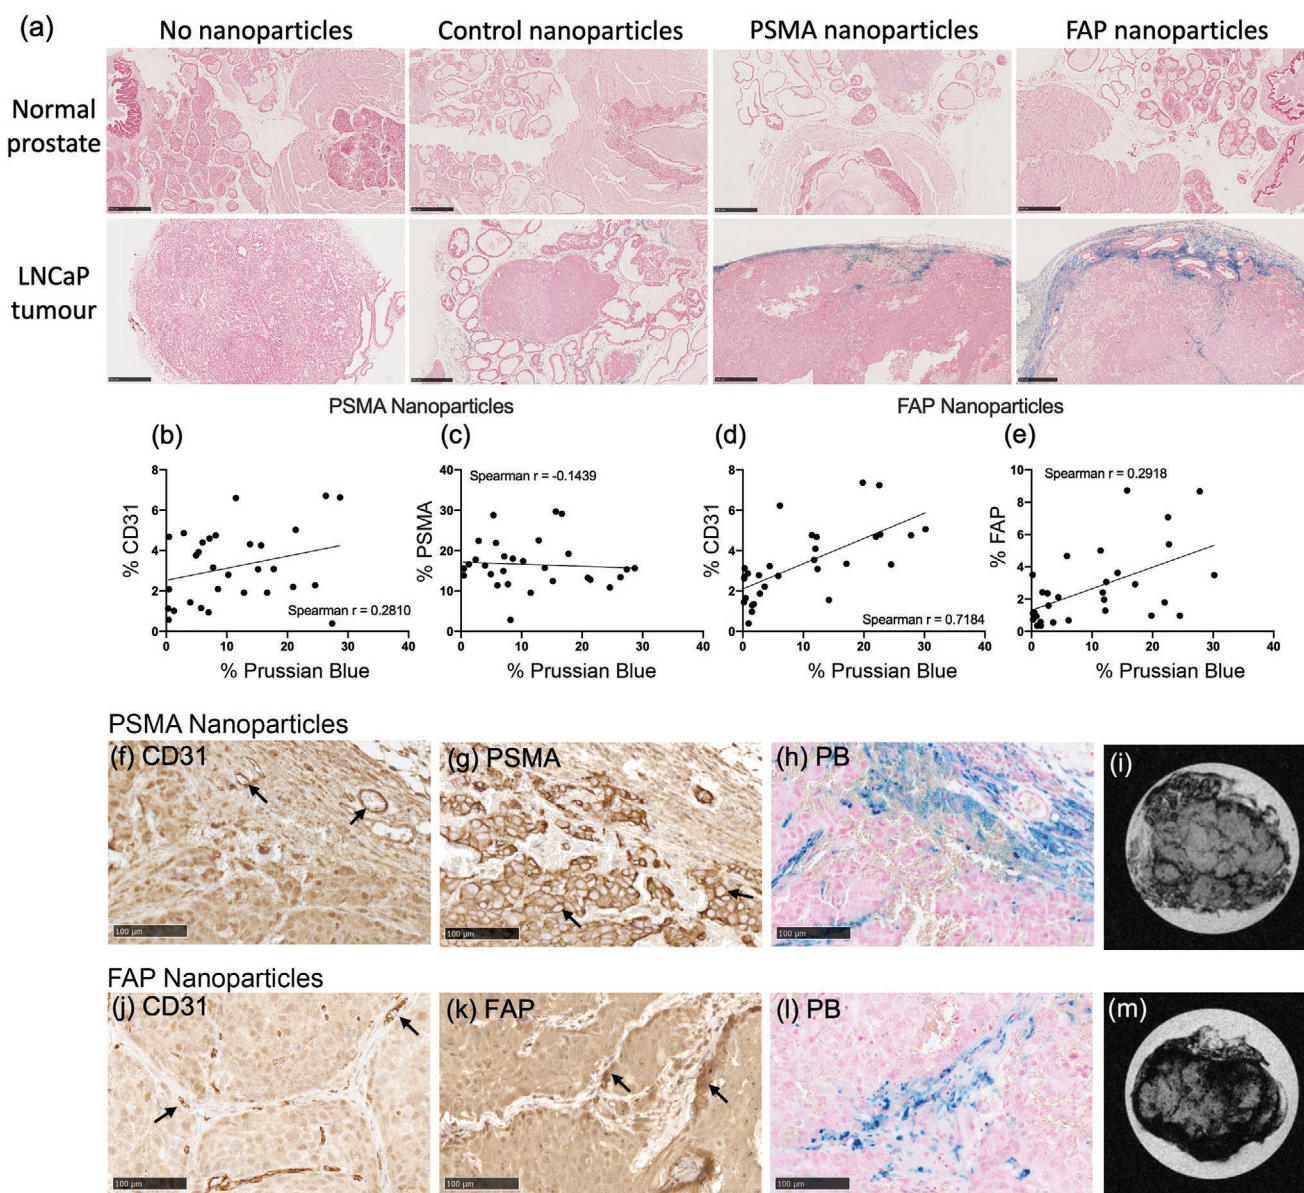 (a)
No nanoparticles
Control nanoparticles
PSMA nanoparticles
FAP nanoparticles
Normal
prostate
LNCaP
tumour
PSMA Nanoparticles
FAP Nanoparticles
(b)
(c)
(d)
(e)
8
6
4
2
0
% CD31
Spearman r = 0.2810
0
10
20
30
40
% Prussian Blue
40
30
20
10
0
% PSMA
Spearman r = -0.1439
0
10
20
30
40
% Prussian Blue
8
6
4
2
0
% CD31
Spearman r = 0.7184
0
10
20
30
40
% Prussian Blue
10
8
6
4
2
0
% FAP
Spearman r = 0.2918
0
10
20
30
40
% Prussian Blue
PSMA Nanoparticles
(f) CD31
100 µm
(g) PSMA
100 µm
(h) PB
100 µm
(i)
FAP Nanoparticles
(j) CD31
100 µm
(k) FAP
100 µm
(l) PB
100 µm
(m)